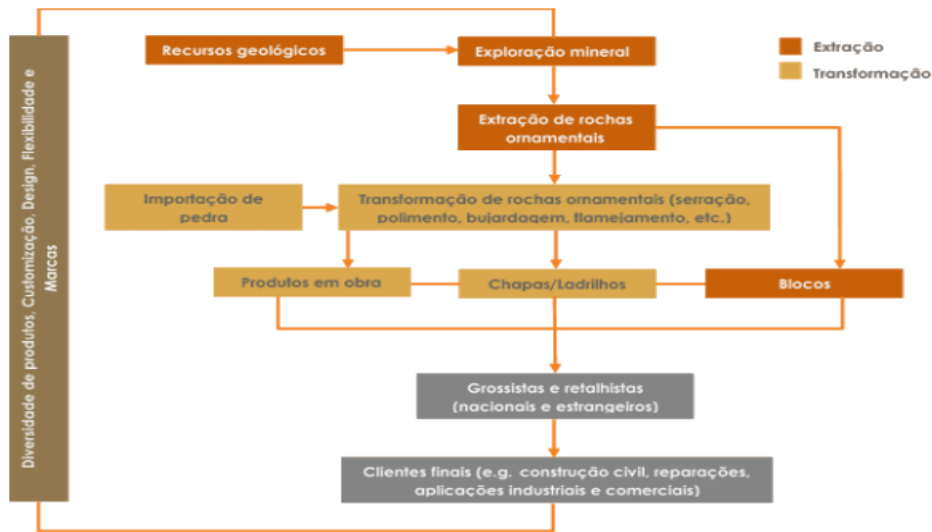 Diversidade de produtos, Customização, Design, Flexibilidade e
Marcas
Recursos geológicos
Exploração mineral
Extração
Transformação
Extração de rochas
ornamentais
Importação de
pedra
Transformação de rochas ornamentais (serração,
polimento, bujardagem, flamejamento, etc.)
Produtos em obra
Chapas/Ladrilhos
Blocos
Grossistas e retalhistas
(nacionais e estrangeiros)
Clientes finais (e.g. construção civil, reparações,
aplicações industriais e comerciais)